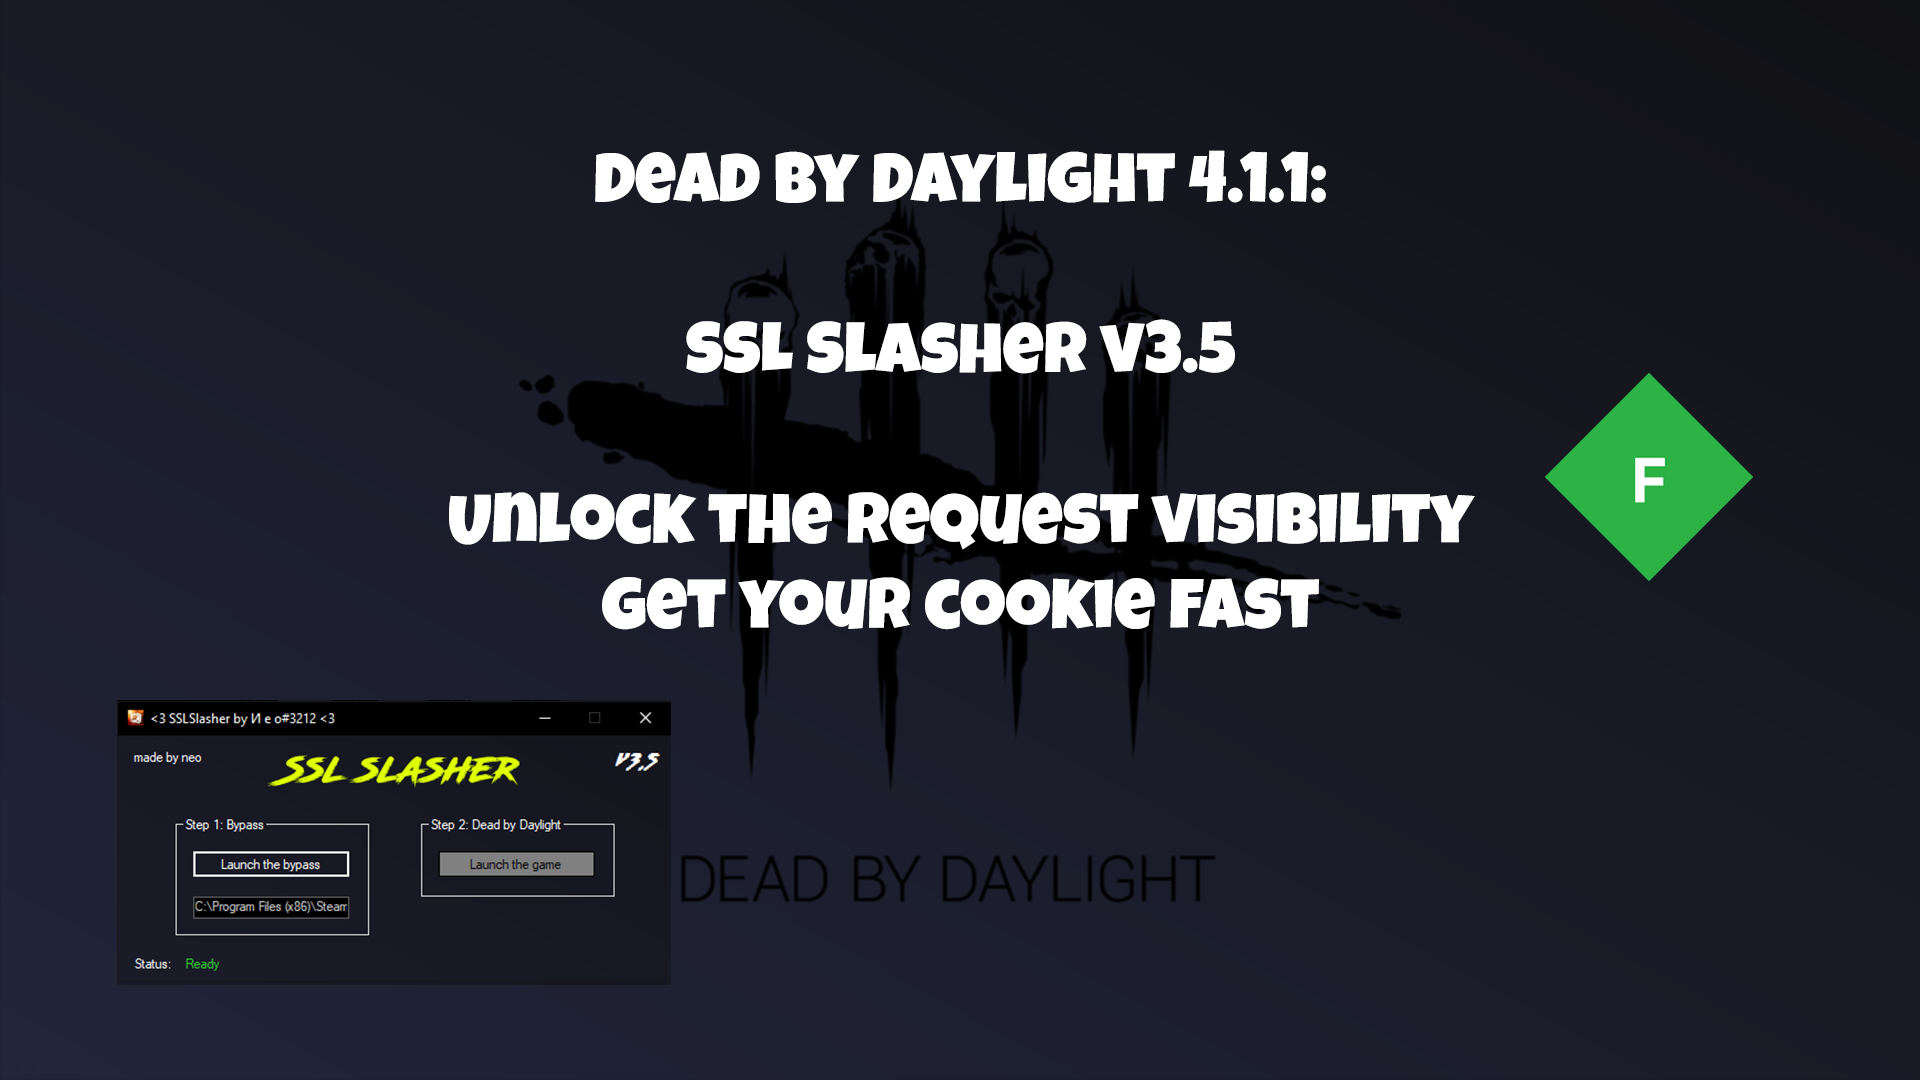 Dead by Daylight 4.1.1:
SSL Slasher v3.5
Unlock the request visibility
Get your cookie fast
F
<3 SSLSlasher by И e o#3212 <3
made by neo
SSL SLASHER
V3.5
Step 1: Bypass
Step 2: Dead by Daylight
Launch the bypass
Launch the game
C:\Program Files (x86)\Steam
Status: Ready
DEAD BY DAYLIGHT